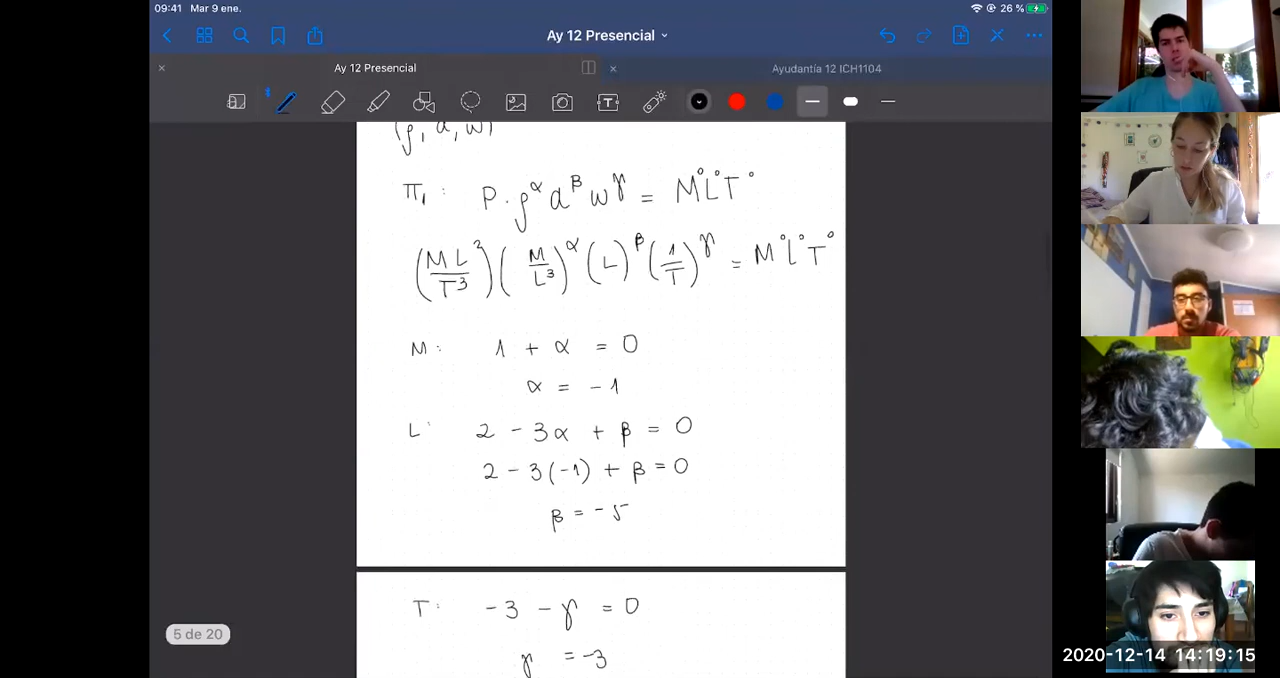 09:41 Mar 9 ene.
26 %
Ay 12 Presencial
Ay 12 Presencial
Ayudantía 12 ICH1104
(ρ, d, ω)
Π₁: P · ρ^α d^β ω^γ = M°L°T°
(ML²/T³)(M/L³)^α (L)^β (1/T)^γ = M°L°T°
M: 1 + α = 0
α = -1
L: 2 - 3α + β = 0
2 - 3(-1) + β = 0
β = -5
5 de 20
T: -3 - γ = 0
γ = -3
2020-12-14 14:19:15